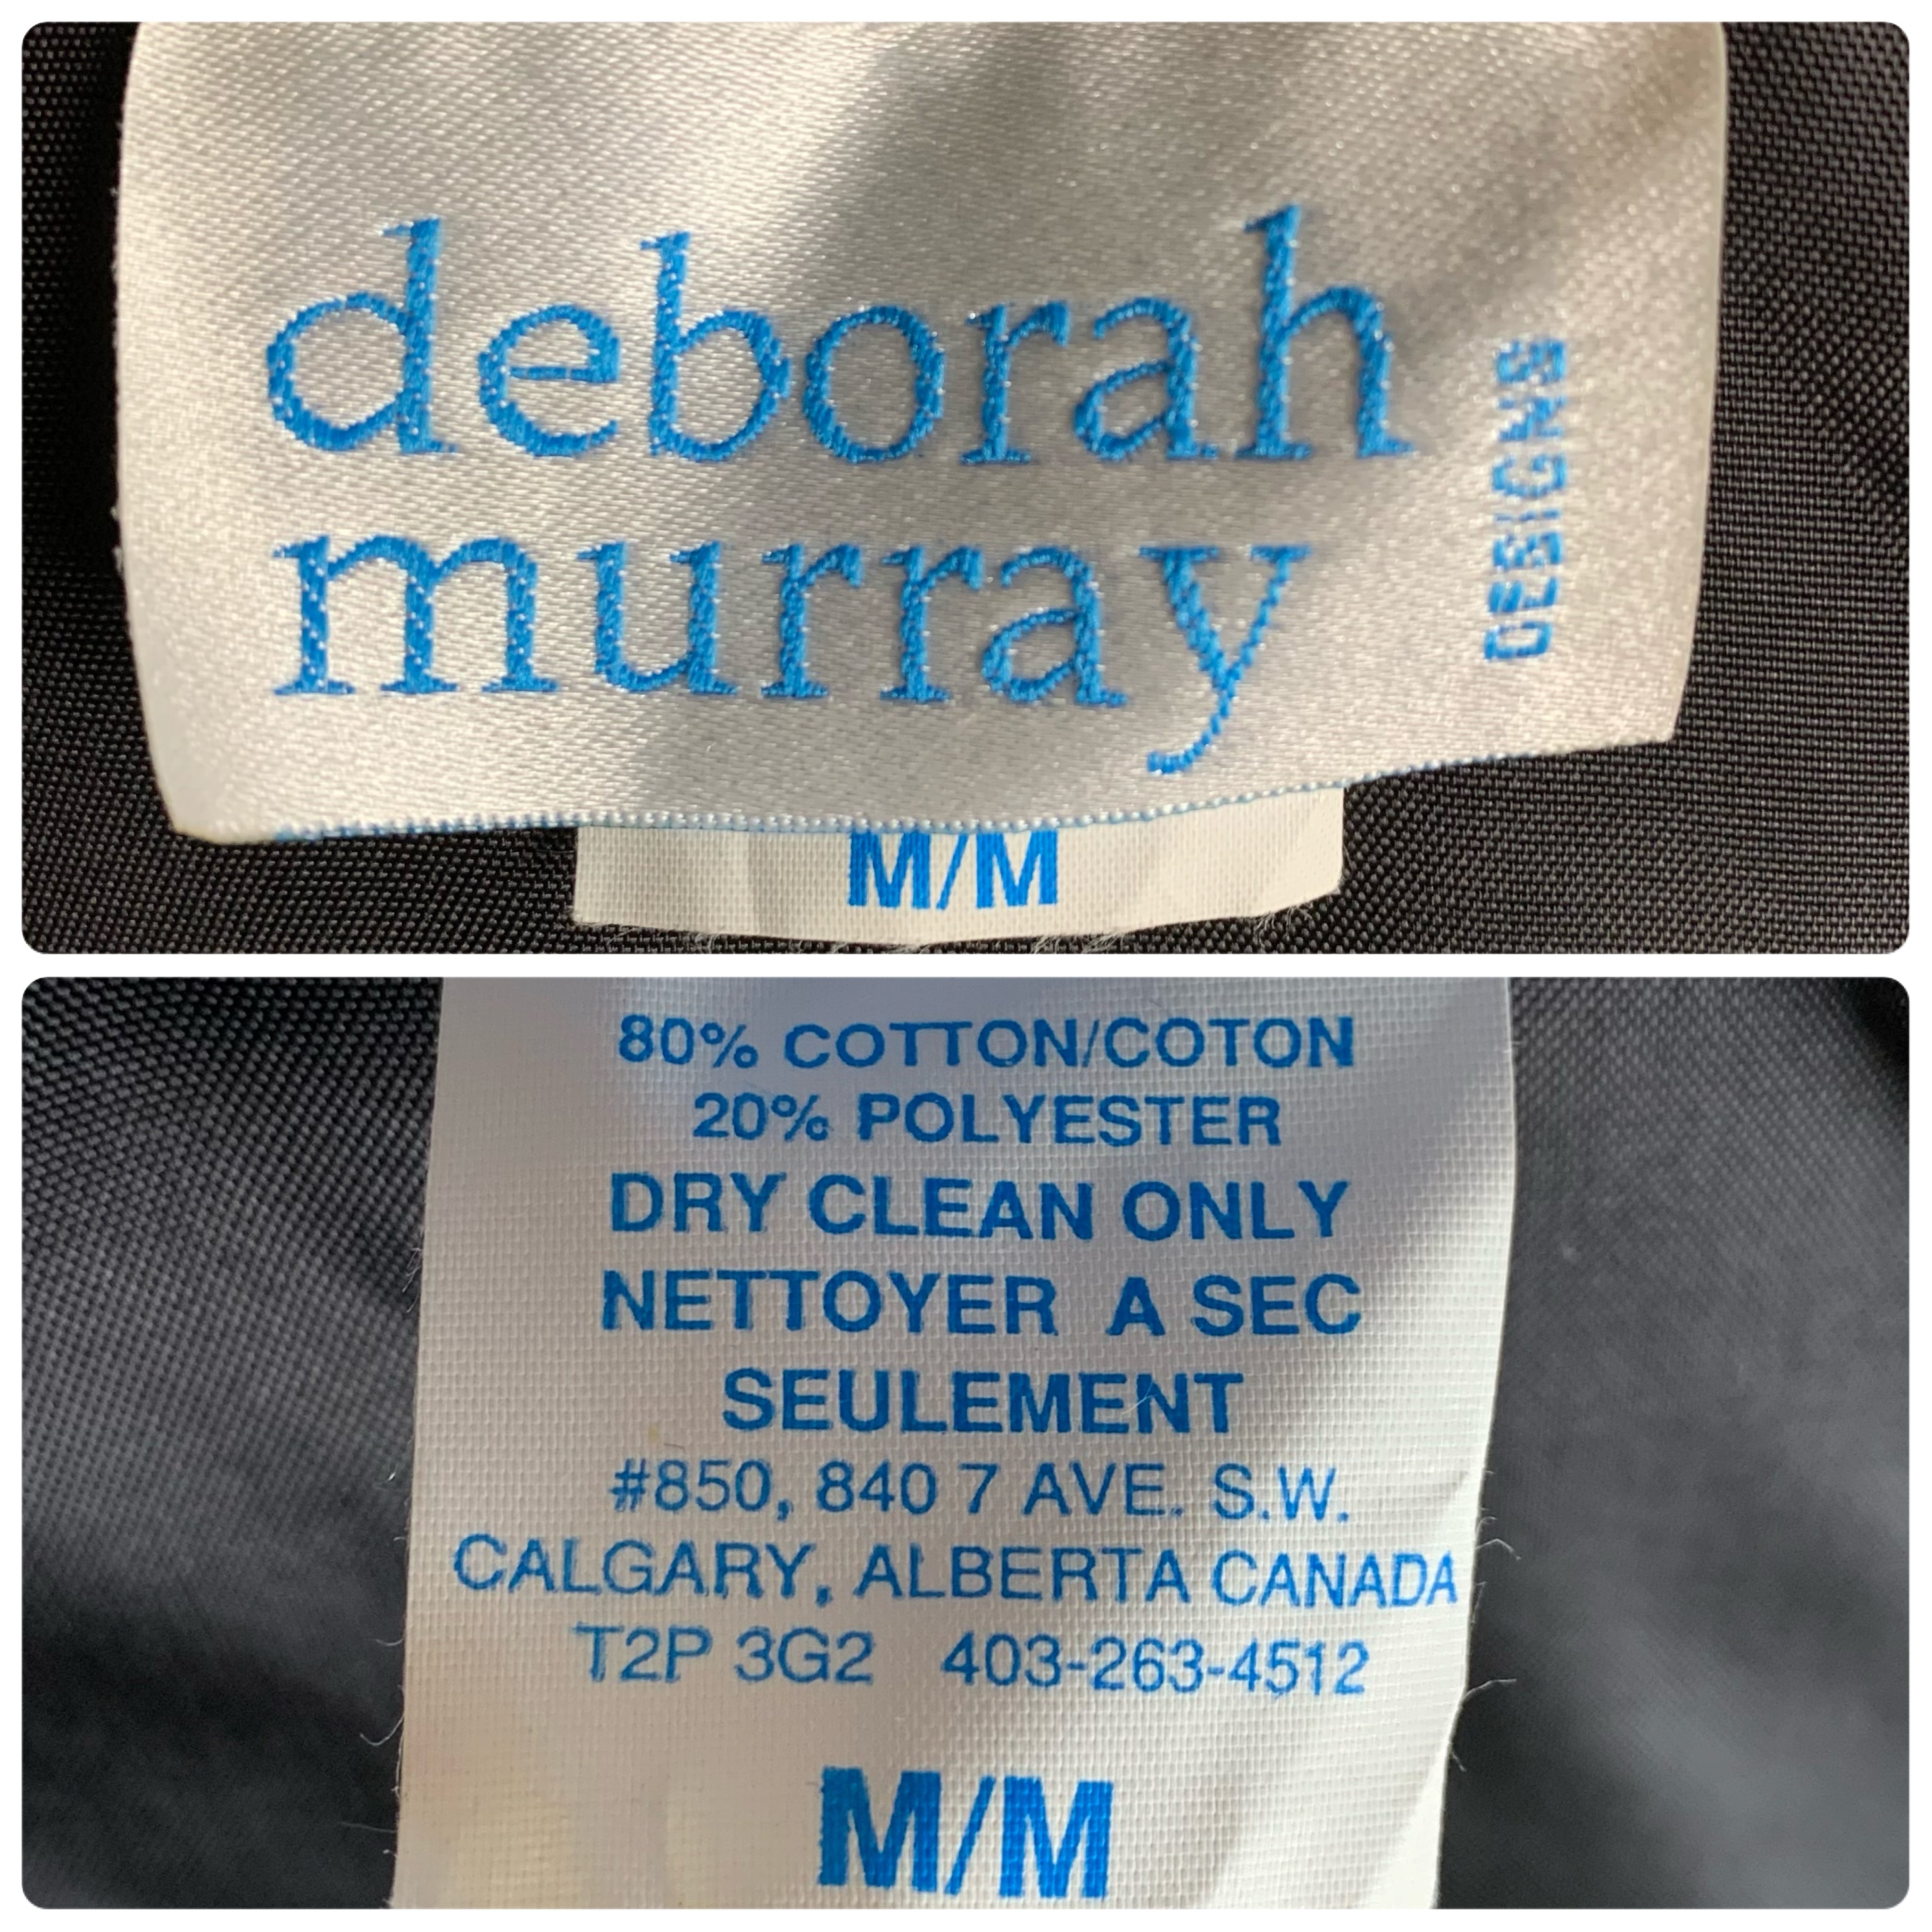 deborah
murray
DESIGNS
M/M
80% COTTON/COTON
20% POLYESTER
DRY CLEAN ONLY
NETTOYER A SEC
SEULEMENT
#850, 840 7 AVE. S.W.
CALGARY, ALBERTA CANADA
T2P 3G2 403-263-4512
M/M